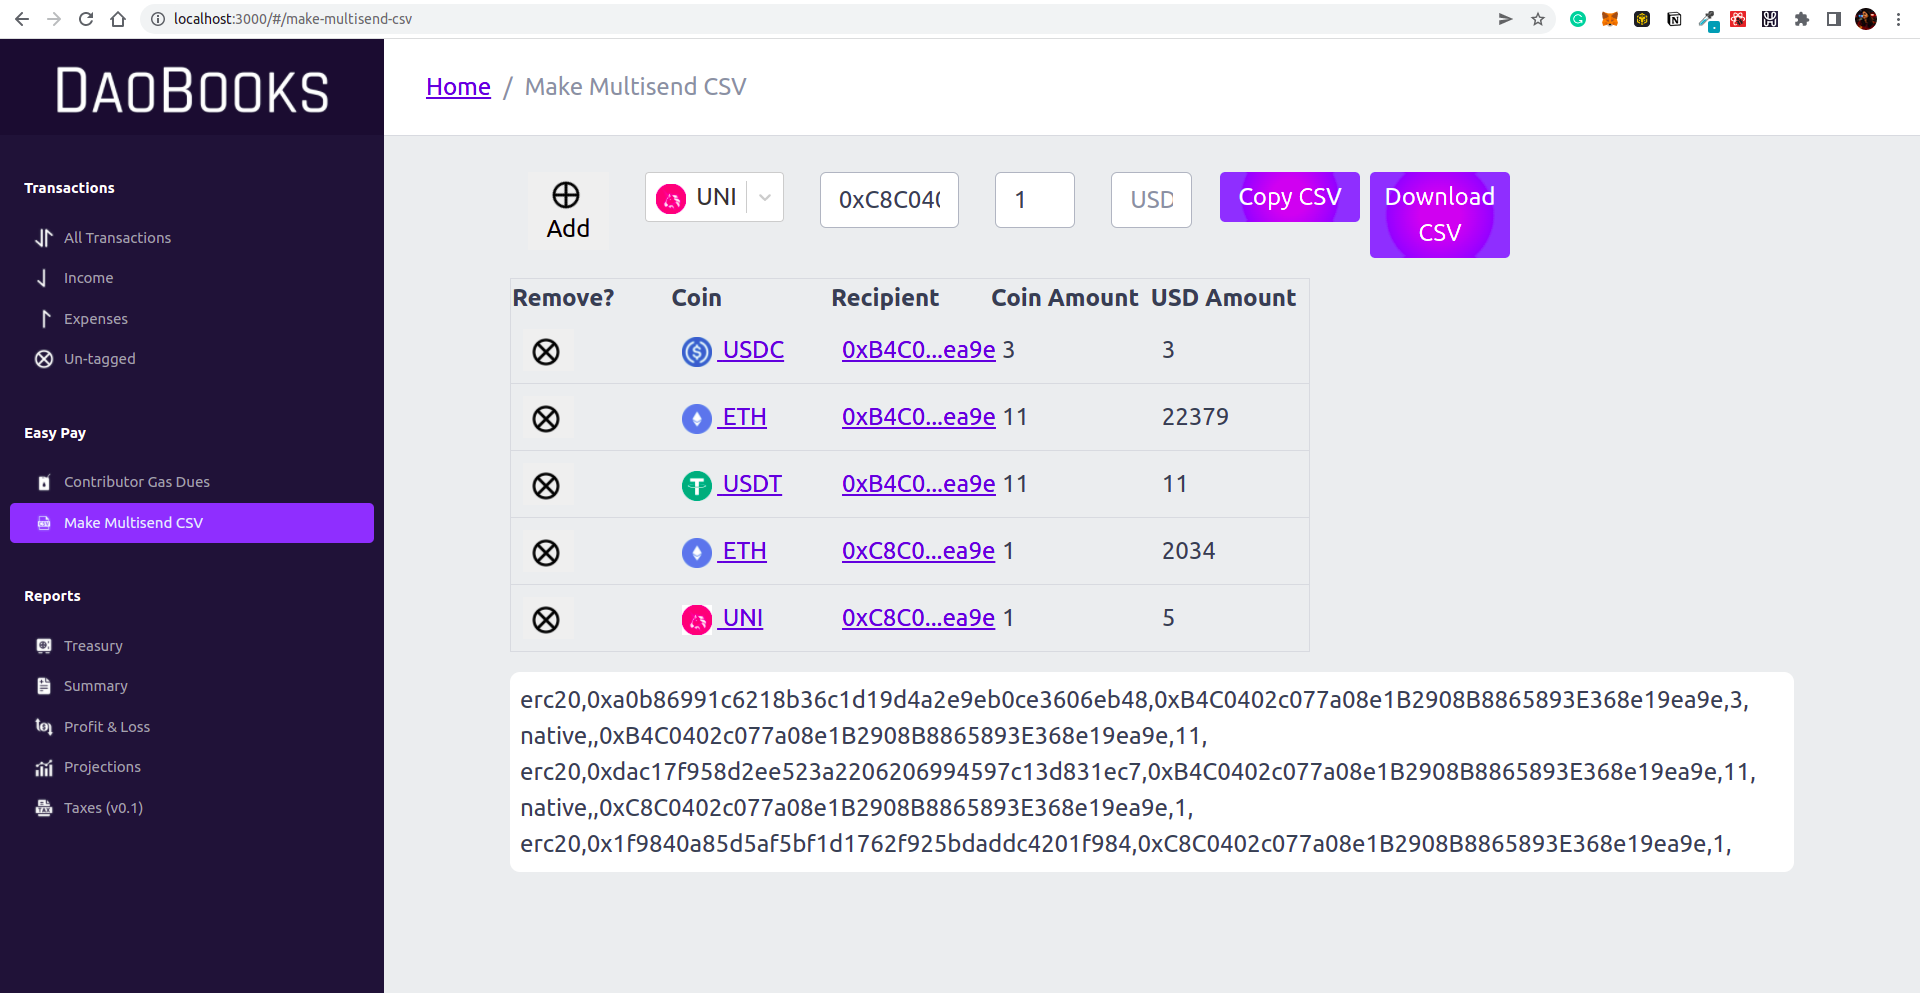 localhost:3000/#/make-multisend-csv
DAOBOOKS
Home / Make Multisend CSV
Transactions
All Transactions
Income
Expenses
Un-tagged
Easy Pay
Contributor Gas Dues
Make Multisend CSV
Reports
Treasury
Summary
Profit & Loss
Projections
Taxes (v0.1)
Add
UNI
0xC8C040
1
USD
Copy CSV
Download
CSV
Remove? Coin Recipient Coin Amount USD Amount
USDC 0xB4C0...ea9e 3 3
ETH 0xB4C0...ea9e 11 22379
USDT 0xB4C0...ea9e 11 11
ETH 0xC8C0...ea9e 1 2034
UNI 0xC8C0...ea9e 1 5
erc20,0xa0b86991c6218b36c1d19d4a2e9eb0ce3606eb48,0xB4C0402c077a08e1B2908B8865893E368e19ea9e,3,
native,,0xB4C0402c077a08e1B2908B8865893E368e19ea9e,11,
erc20,0xdac17f958d2ee523a2206206994597c13d831ec7,0xB4C0402c077a08e1B2908B8865893E368e19ea9e,11,
native,,0xC8C0402c077a08e1B2908B8865893E368e19ea9e,1,
erc20,0x1f9840a85d5af5bf1d1762f925bdaddc4201f984,0xC8C0402c077a08e1B2908B8865893E368e19ea9e,1,